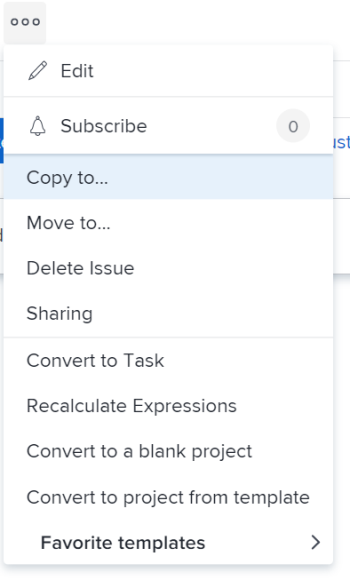 Edit
Subscribe 0
ust
Copy to...
Move to...
Delete Issue
Sharing
Convert to Task
Recalculate Expressions
Convert to a blank project
Convert to project from template
Favorite templates